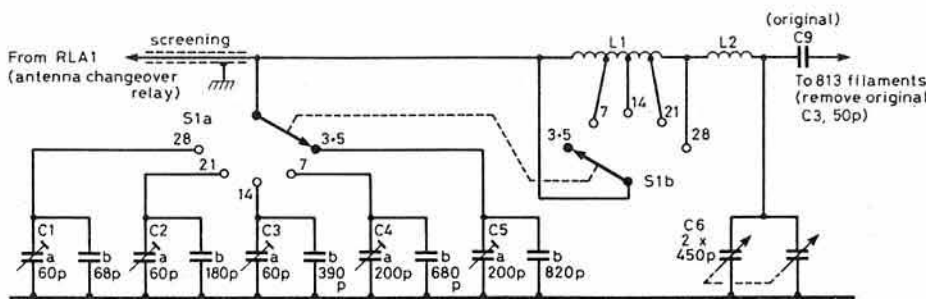 (original)
screening
L1
L2
C9
From RLA1
(antenna changeover
relay)
To 813 filaments
(remove original
C3, 50p)
S1a
28
21
14
7
3·5
7
14
21
28
3·5
S1b
C1
a
60p
b
68p
C2
a
60p
b
180p
C3
a
60p
b
390
p
C4
a
200p
b
680
p
C5
a
200p
b
820p
C6
2 x
450p